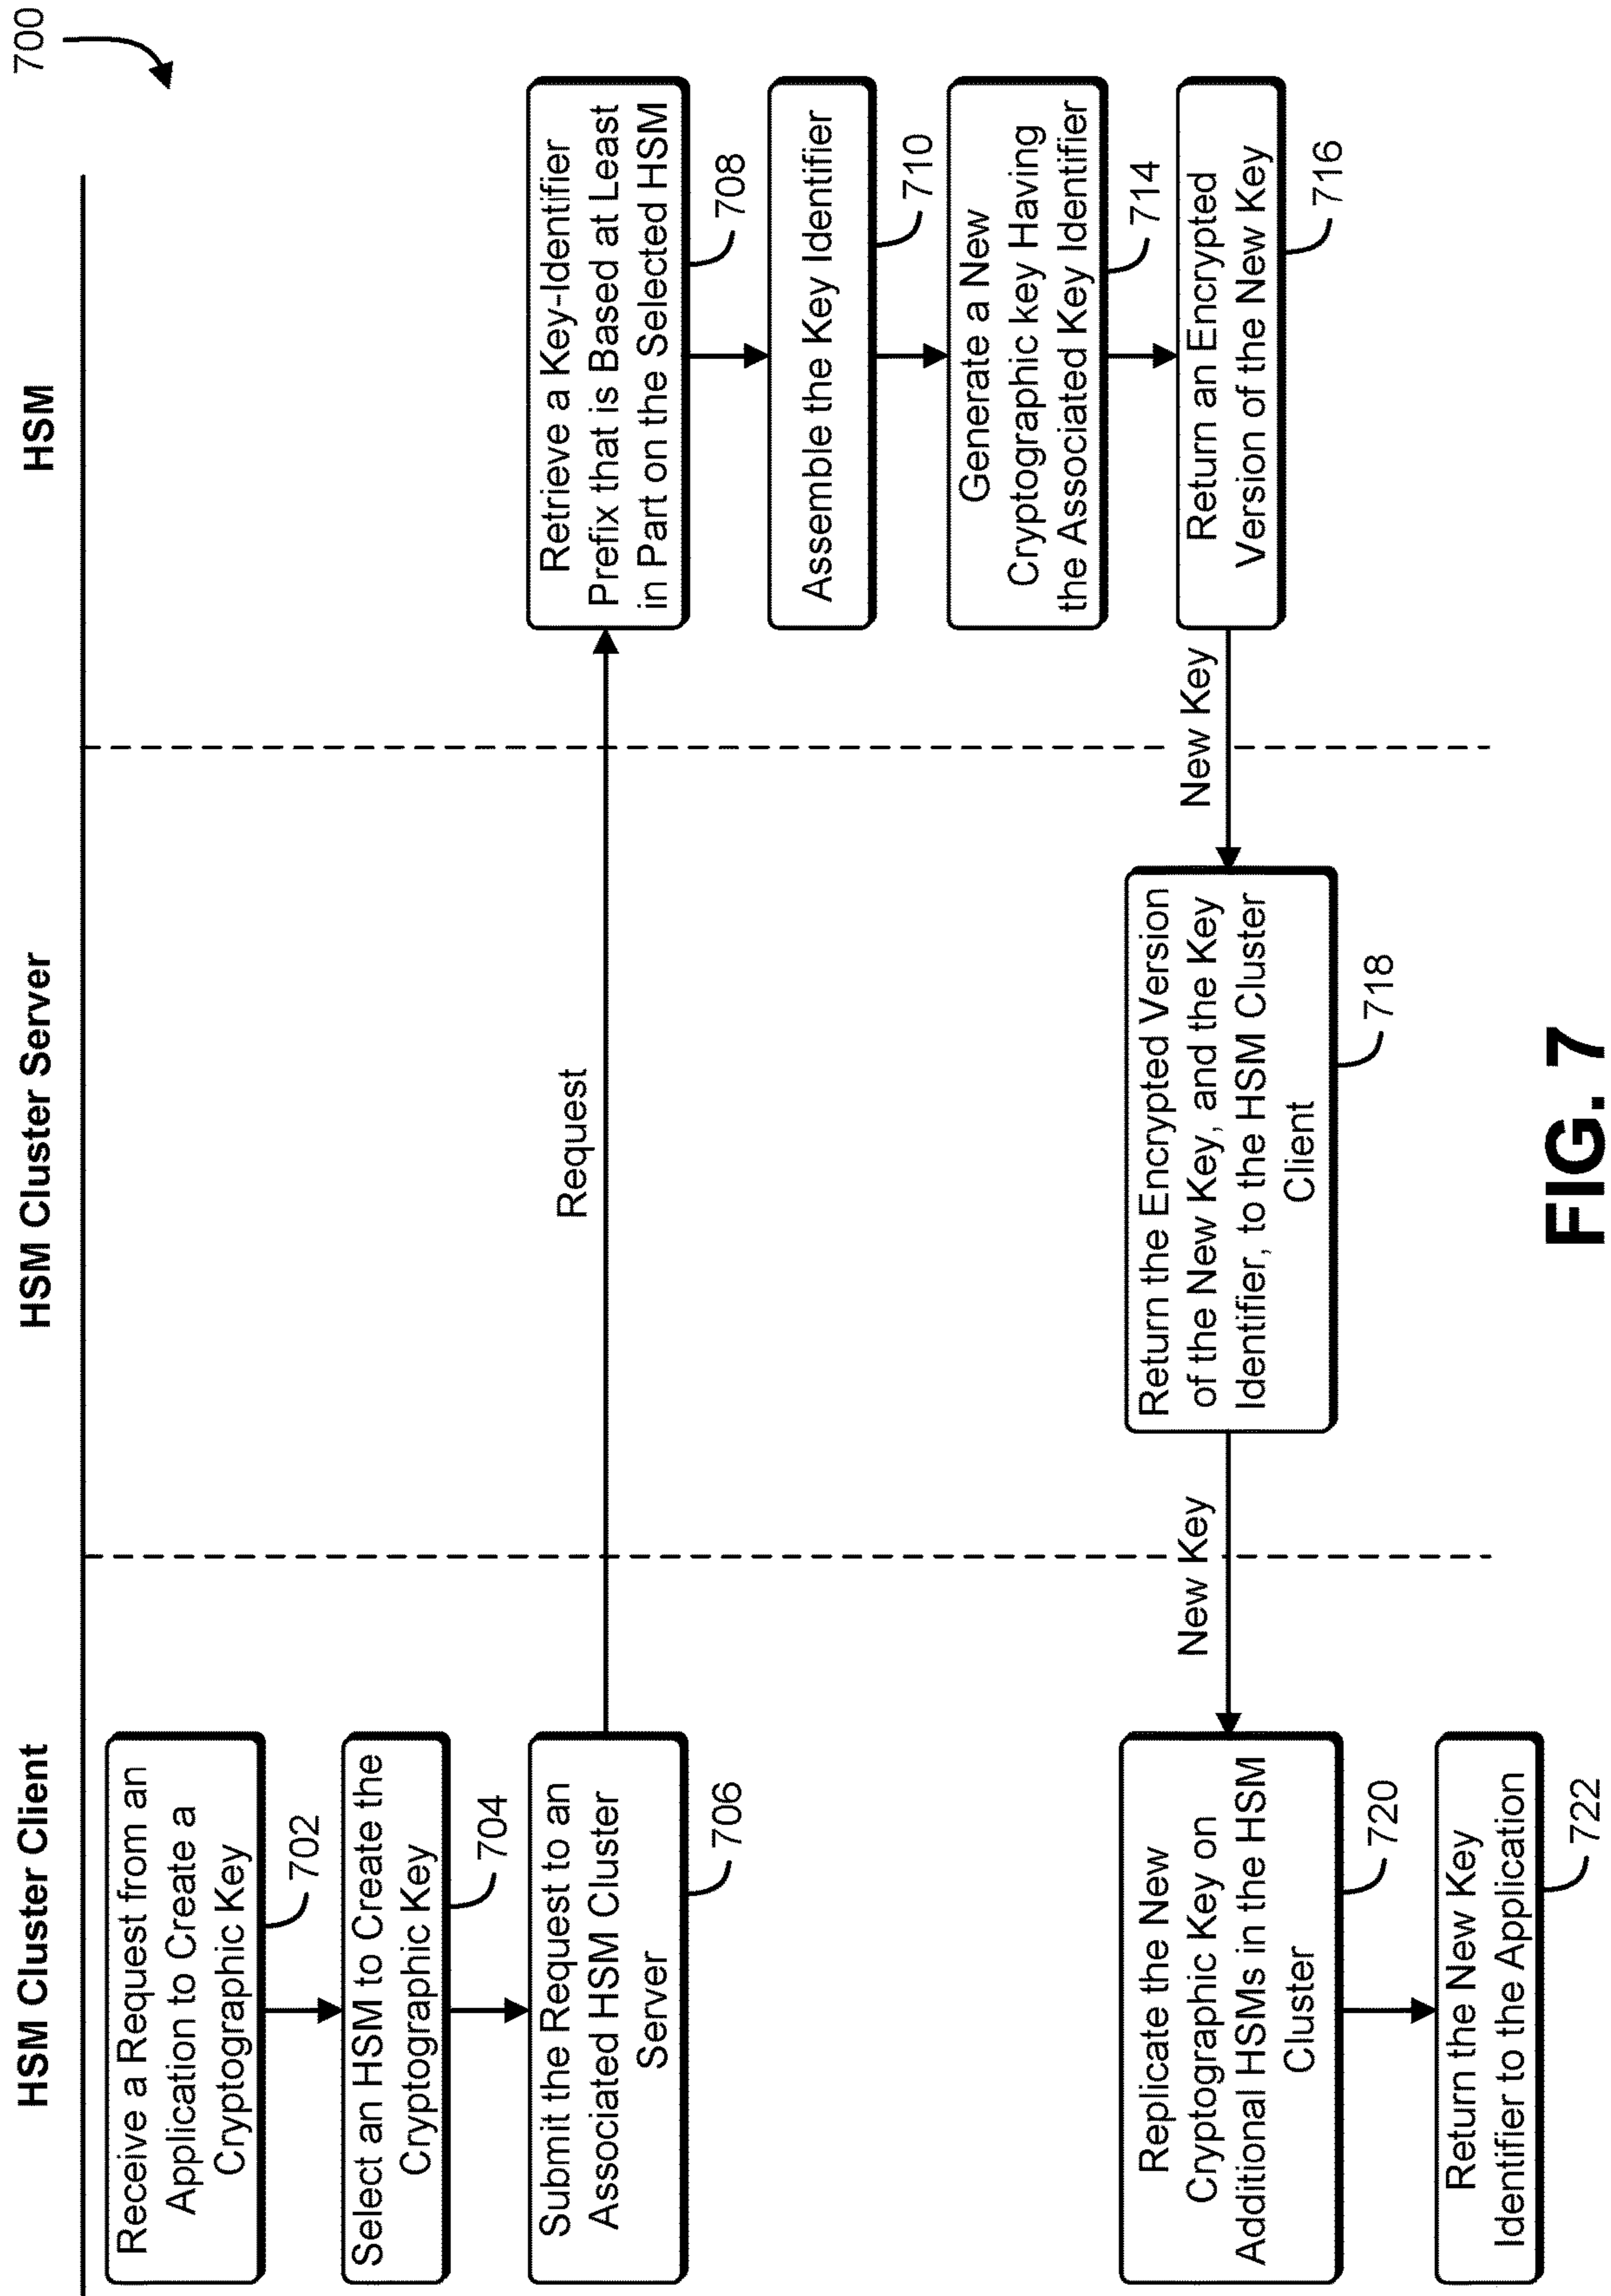 700
HSM Cluster Client
HSM Cluster Server
HSM
Receive a Request from an
Application to Create a
Cryptographic Key
702
Select an HSM to Create the
Cryptographic Key
704
Submit the Request to an
Associated HSM Cluster
Server
706
Request
Retrieve a Key-Identifier
Prefix that is Based at Least
in Part on the Selected HSM
708
Assemble the Key Identifier
710
Generate a New
Cryptographic key Having
the Associated Key Identifier
714
Return an Encrypted
Version of the New Key
716
New Key
Return the Encrypted Version
of the New Key, and the Key
Identifier, to the HSM Cluster
Client
718
New Key
Replicate the New
Cryptographic Key on
Additional HSMs in the HSM
Cluster
720
Return the New Key
Identifier to the Application
722
FIG. 7